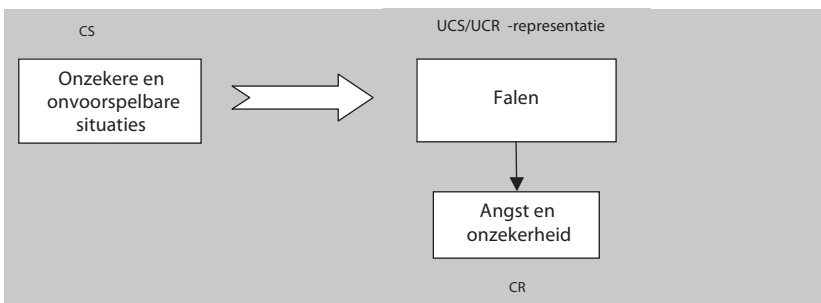 CS
UCS/UCR -representatie
Onzekere en
onvoorspelbare
situaties
Falen
Angst en
onzekerheid
CR